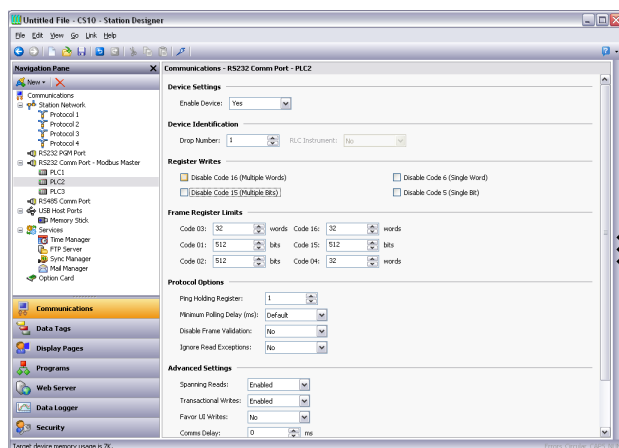 Untitled File - CS10 - Station Designer
File Edit View Go Link Help
Navigation Pane
New
Communications
Station Network
Protocol 1
Protocol 2
Protocol 3
Protocol 4
RS232 PGM Port
RS232 Comm Port - Modbus Master
PLC1
PLC2
PLC3
RS485 Comm Port
USB Host Ports
Memory Stick
Services
Time Manager
FTP Server
Sync Manager
Mail Manager
Option Card
Communications
Data Tags
Display Pages
Programs
Web Server
Data Logger
Security
Communications - RS232 Comm Port - PLC2
Device Settings
Enable Device: Yes
Device Identification
Drop Number: 1 RLC Instrument: No
Register Writes
Disable Code 16 (Multiple Words) Disable Code 6 (Single Word)
Disable Code 15 (Multiple Bits) Disable Code 5 (Single Bit)
Frame Register Limits
Code 03: 32 words Code 16: 32 words
Code 01: 512 bits Code 15: 512 bits
Code 02: 512 bits Code 04: 32 words
Protocol Options
Ping Holding Register: 1
Minimum Polling Delay (ms): Default
Disable Frame Validation: No
Ignore Read Exceptions: No
Advanced Settings
Spanning Reads: Enabled
Transactional Writes: Enabled
Favor UI Writes: No
Comms Delay: 0 ms
Target device memory usage is 7K.